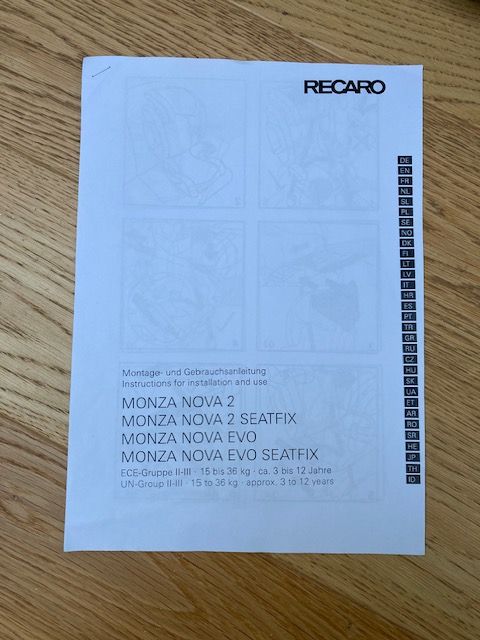 RECARO
DE
EN
FR
NL
SL
PL
SE
NO
DK
FI
LT
LV
IT
HR
ES
PT
TR
GR
RU
CZ
HU
SK
UA
ET
AR
RO
SR
HE
JP
TH
IO
Montage- und Gebrauchsanleitung
Instructions for installation and use
MONZA NOVA 2
MONZA NOVA 2 SEATFIX
MONZA NOVA EVO
MONZA NOVA EVO SEATFIX
ECE-Gruppe II-III · 15 bis 36 kg · ca. 3 bis 12 Jahre
UN-Group II-III · 15 to 36 kg · approx. 3 to 12 years